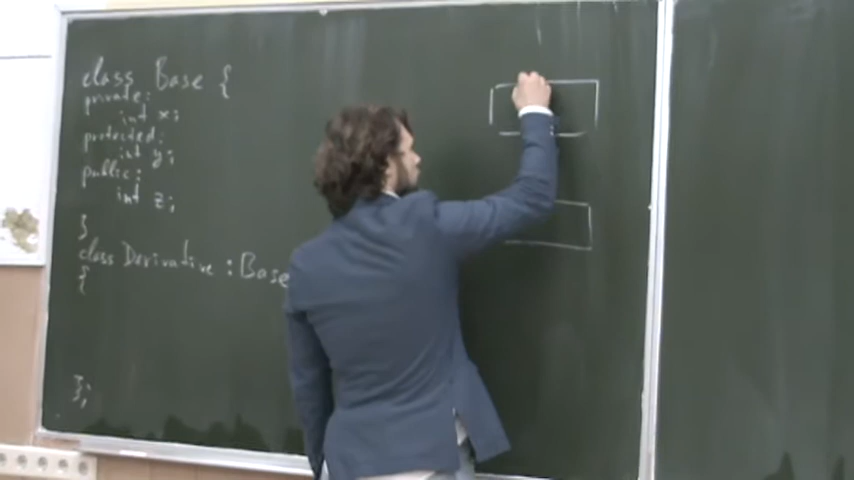 class Base {
private:
int x;
protected:
int y;
public:
int z;
}
class Derivative : Base
{
};